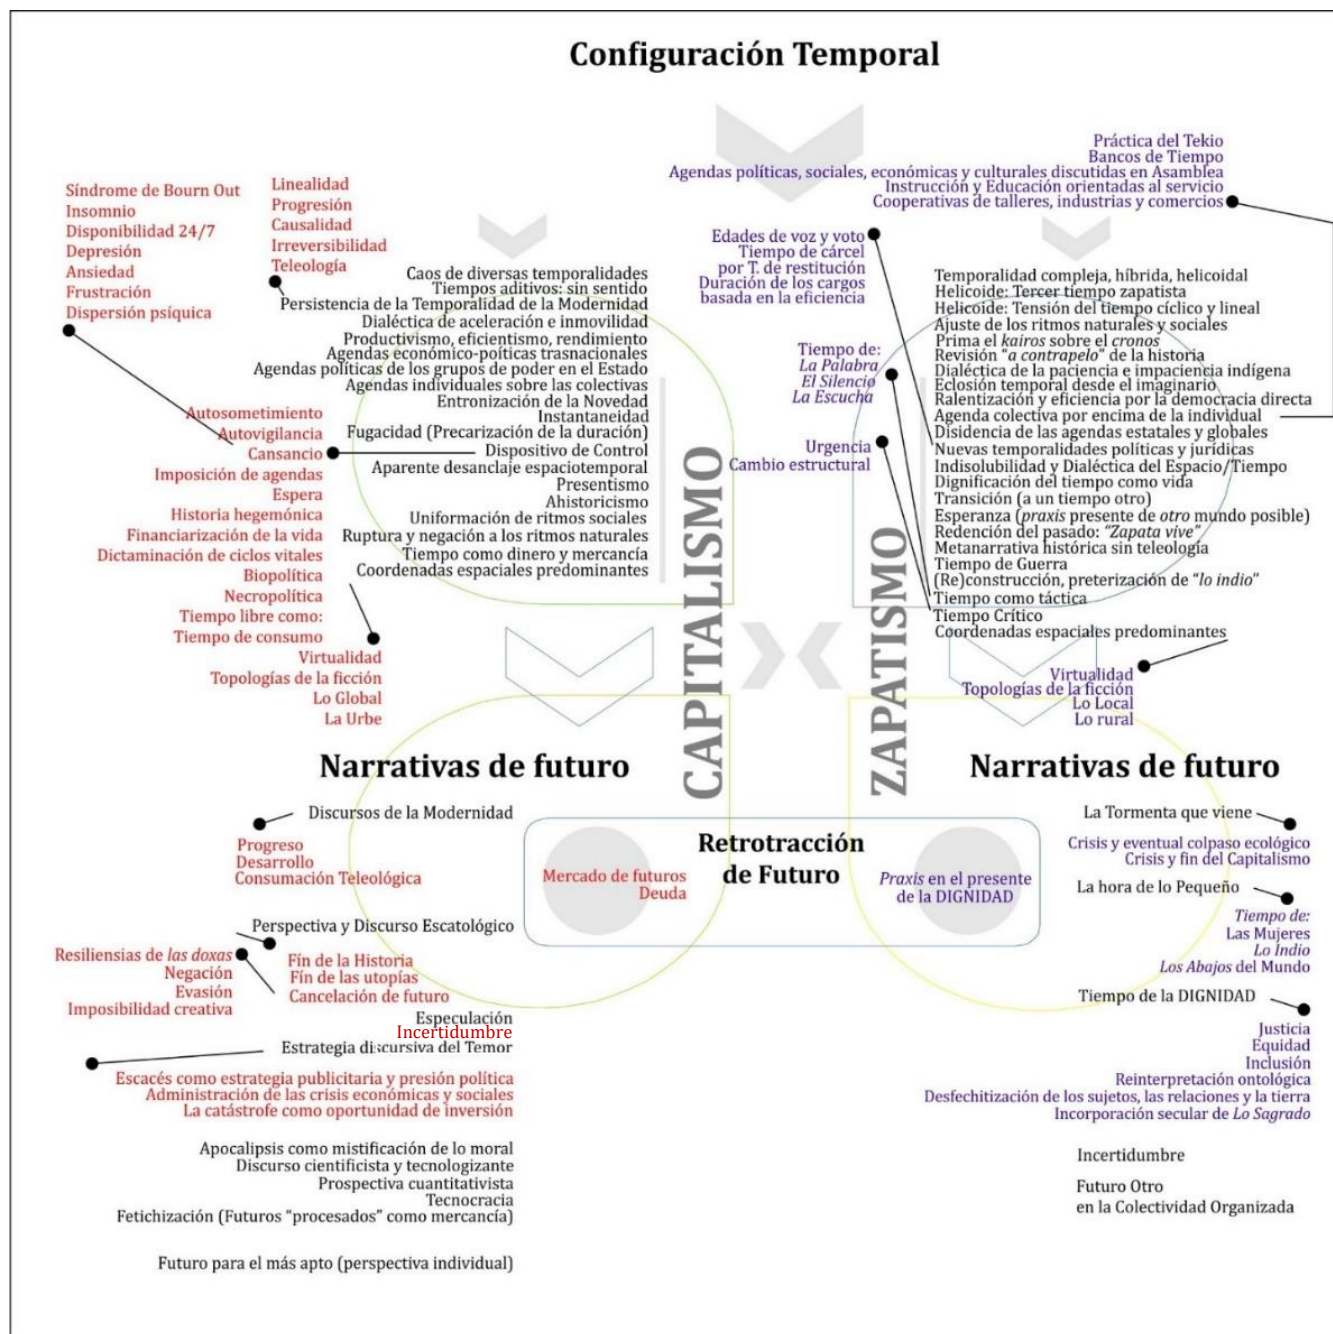 Configuración Temporal
Síndrome de Bourn Out
Insomnio
Disponibilidad 24/7
Depresión
Ansiedad
Frustración
Dispersión psíquica
Linealidad
Progresión
Causalidad
Irreversibilidad
Teleología
Caos de diversas temporalidades
Tiempos aditivos: sin sentido
Persistencia de la Temporalidad de la Modernidad
Dialéctica de aceleración e inmovilidad
Productivismo, eficientismo, rendimiento
Agendas económico-poíticas trasnacionales
Agendas políticas de los grupos de poder en el Estado
Agendas individuales sobre las colectivas
Entronización de la Novedad
Instantaneidad
Fugacidad (Precarización de la duración)
Dispositivo de Control
Aparente desanclaje espaciotemporal
Presentismo
Ahistoricismo
Uniformación de ritmos sociales
Ruptura y negación a los ritmos naturales
Tiempo como dinero y mercancía
Coordenadas espaciales predominantes
Autosometimiento
Autovigilancia
Cansancio
Imposición de agendas
Espera
Historia hegemónica
Financiarización de la vida
Dictaminación de ciclos vitales
Biopolítica
Necropolítica
Tiempo libre como:
Tiempo de consumo
Virtualidad
Topologías de la ficción
Lo Global
La Urbe
CAPITALISMO
Práctica del Tekio
Bancos de Tiempo
Agendas políticas, sociales, económicas y culturales discutidas en Asamblea
Instrucción y Educación orientadas al servicio
Cooperativas de talleres, industrias y comercios
Edades de voz y voto
Tiempo de cárcel
por T. de restitución
Duración de los cargos
basada en la eficiencia
Tiempo de:
La Palabra
El Silencio
La Escucha
Urgencia
Cambio estructural
Temporalidad compleja, híbrida, helicoidal
Helicoide: Tercer tiempo zapatista
Helicoide: Tensión del tiempo cíclico y lineal
Ajuste de los ritmos naturales y sociales
Prima el kairos sobre el cronos
Revisión "a contrapelo" de la historia
Dialéctica de la paciencia e impaciencia indígena
Eclosión temporal desde el imaginario
Ralentización y eficiencia por la democracia directa
Agenda colectiva por encima de la individual
Disidencia de las agendas estatales y globales
Nuevas temporalidades políticas y jurídicas
Indisolubilidad y Dialéctica del Espacio/Tiempo
Dignificación del tiempo como vida
Transición (a un tiempo otro)
Esperanza (praxis presente de otro mundo posible)
Redención del pasado: "Zapata vive"
Metanarrativa histórica sin teleología
Tiempo de Guerra
(Re)construcción, preterización de "lo indio"
Tiempo como táctica
Tiempo Crítico
Coordenadas espaciales predominantes
Virtualidad
Topologías de la ficción
Lo Local
Lo rural
ZAPATISMO
Narrativas de futuro
Discursos de la Modernidad
Progreso
Desarrollo
Consumación Teleológica
Perspectiva y Discurso Escatológico
Resiliensias de las doxas
Negación
Evasión
Imposibilidad creativa
Fín de la Historia
Fín de las utopías
Cancelación de futuro
Especulación
Incertidumbre
Estrategia discursiva del Temor
Escacés como estrategia publicitaria y presión política
Administración de las crisis económicas y sociales
La catástrofe como oportunidad de inversión
Apocalipsis como mistificación de lo moral
Discurso cientificista y tecnologizante
Prospectiva cuantitativista
Tecnocracia
Fetichización (Futuros "procesados" como mercancía)
Futuro para el más apto (perspectiva individual)
Retrotracción
de Futuro
Mercado de futuros
Deuda
Praxis en el presente
de la DIGNIDAD
Narrativas de futuro
La Tormenta que viene
Crisis y eventual colpaso ecológico
Crisis y fin del Capitalismo
La hora de lo Pequeño
Tiempo de:
Las Mujeres
Lo Indio
Los Abajos del Mundo
Tiempo de la DIGNIDAD
Justicia
Equidad
Inclusión
Reinterpretación ontológica
Desfechitización de los sujetos, las relaciones y la tierra
Incorporación secular de Lo Sagrado
Incertidumbre
Futuro Otro
en la Colectividad Organizada